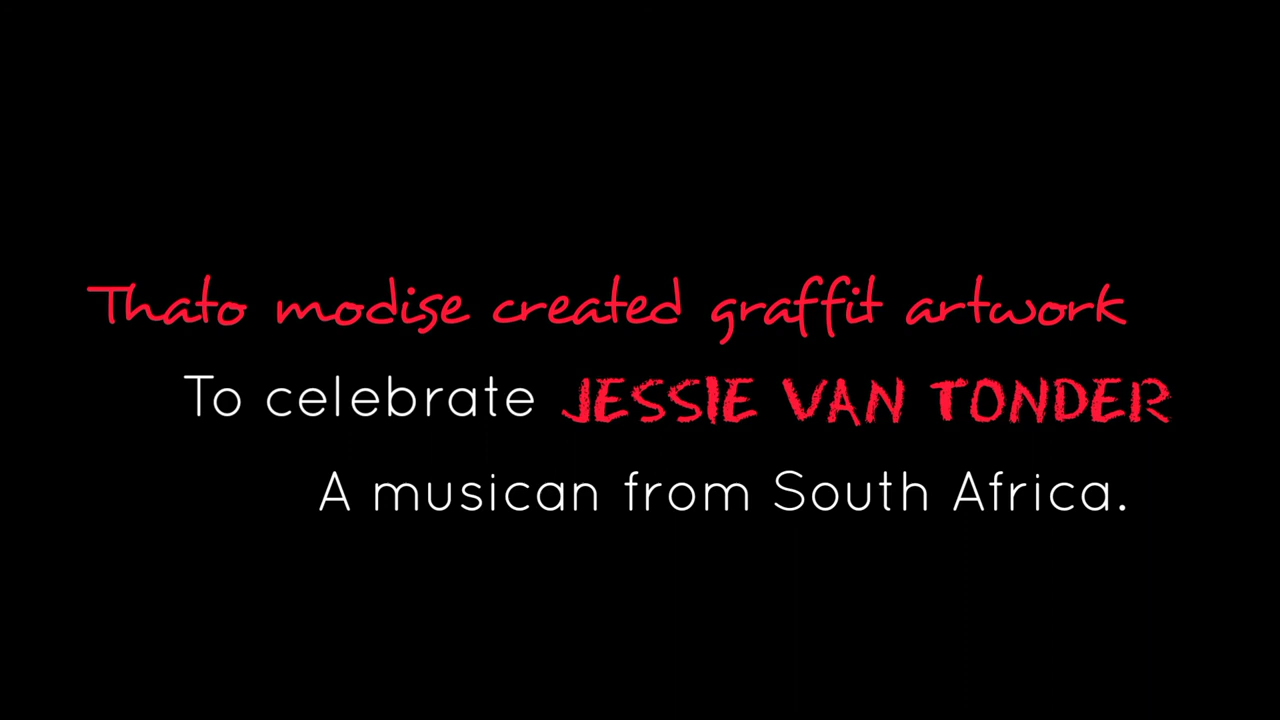 Thato modise created graffit artwork
To celebrate JESSIE VAN TONDER
A musican from South Africa.